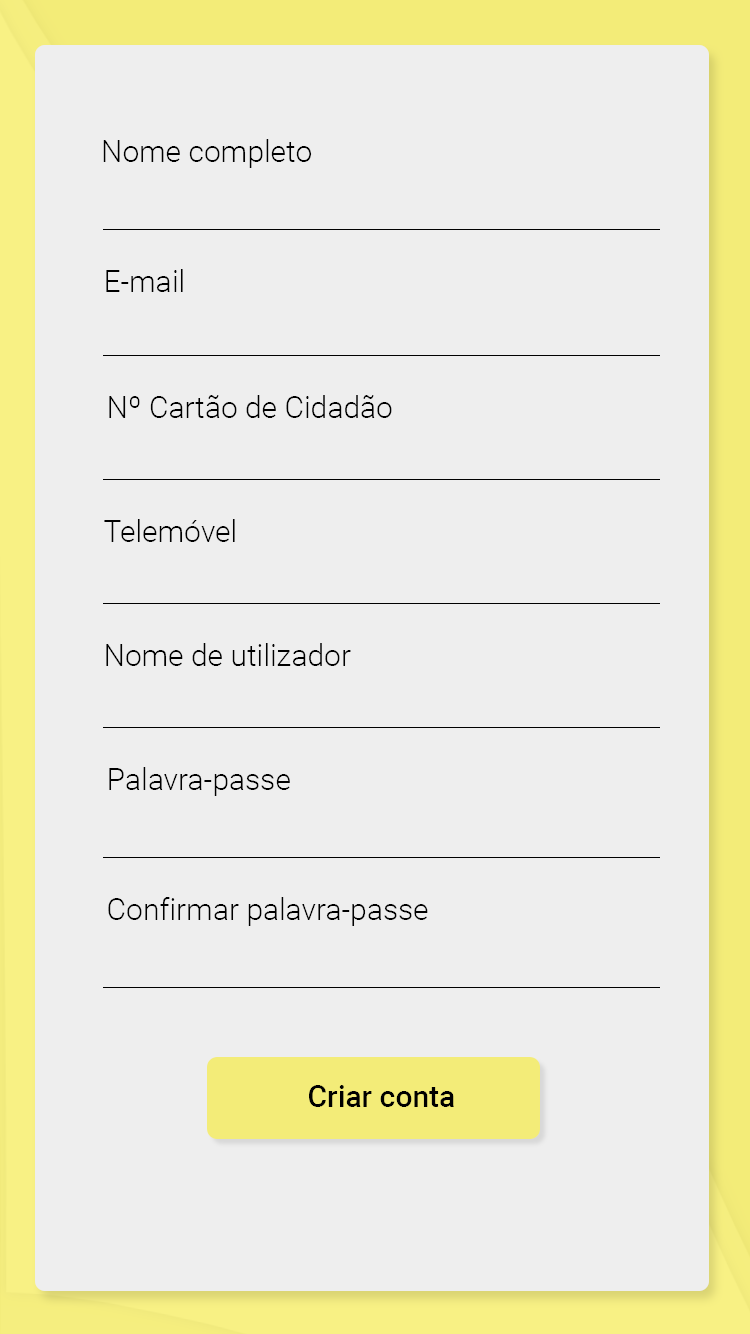 Nome completo
E-mail
Nº Cartão de Cidadão
Telemóvel
Nome de utilizador
Palavra-passe
Confirmar palavra-passe
Criar conta